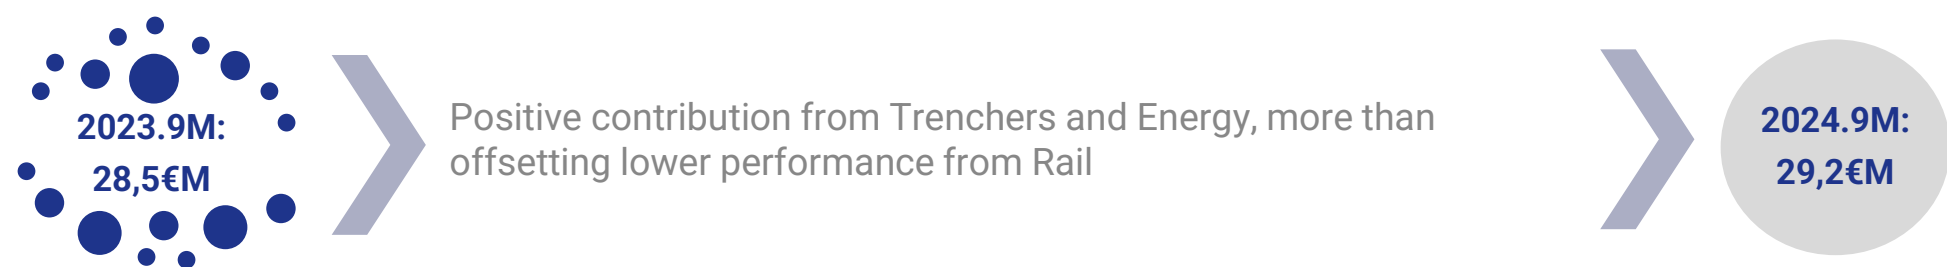 2023.9M:
28,5€M
Positive contribution from Trenchers and Energy, more than
offsetting lower performance from Rail
2024.9M:
29,2€M